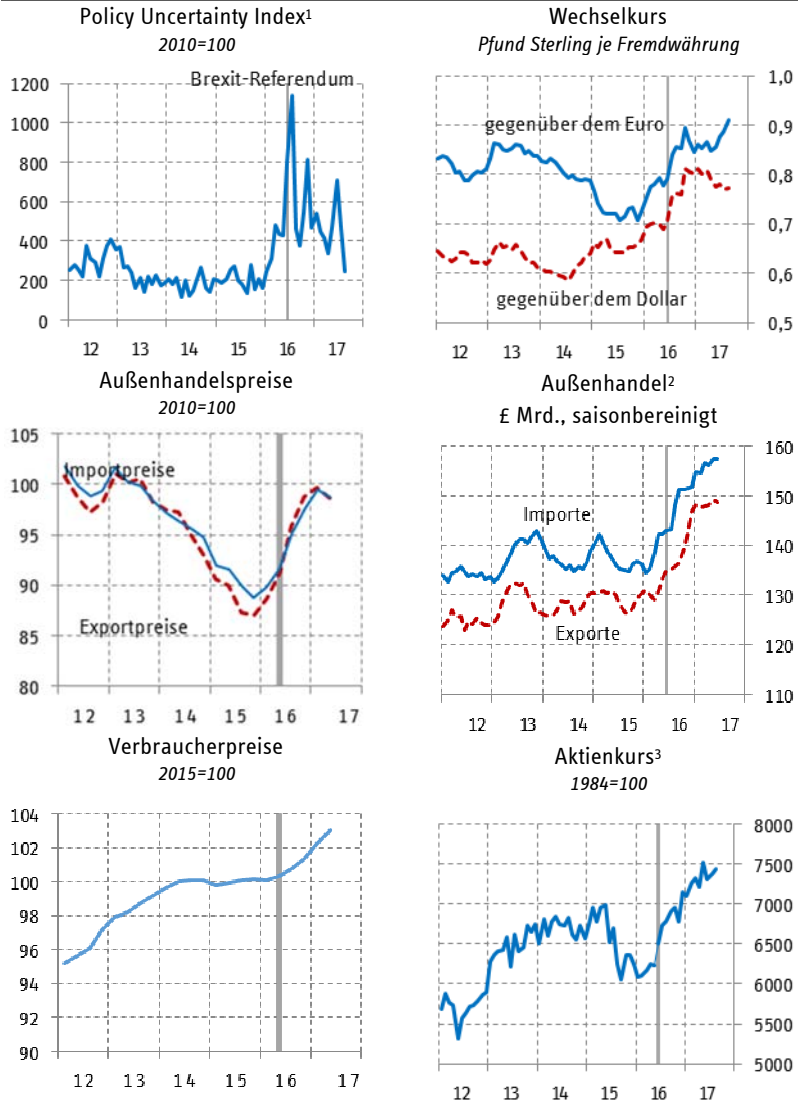 Policy Uncertainty Index¹
2010=100
Brexit-Referendum
1200
1000
800
600
400
200
0
12 13 14 15 16 17
Wechselkurs
Pfund Sterling je Fremdwährung
gegenüber dem Euro
gegenüber dem Dollar
1,0
0,9
0,8
0,7
0,6
0,5
12 13 14 15 16 17
Außenhandelspreise
2010=100
Importpreise
Exportpreise
105
100
95
90
85
80
12 13 14 15 16 17
Außenhandel²
£ Mrd., saisonbereinigt
Importe
Exporte
160
150
140
130
120
110
12 13 14 15 16 17
Verbraucherpreise
2015=100
104
102
100
98
96
94
92
90
12 13 14 15 16 17
Aktienkurs³
1984=100
8000
7500
7000
6500
6000
5500
5000
12 13 14 15 16 17